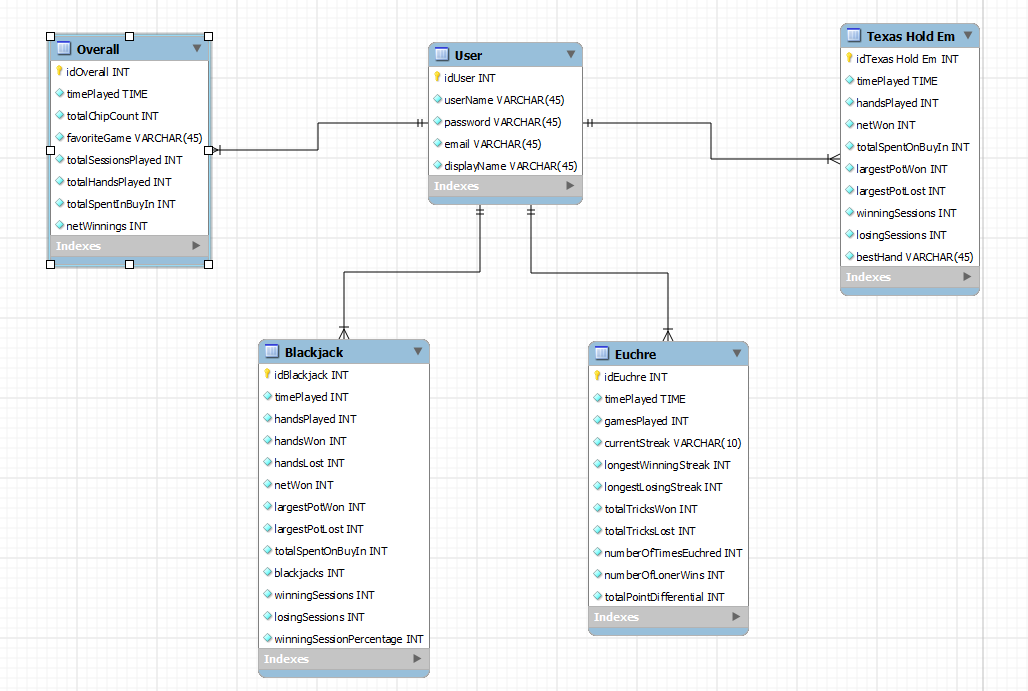 Overall
idOverall INT
timePlayed TIME
totalChipCount INT
favoriteGame VARCHAR(45)
totalSessionsPlayed INT
totalHandsPlayed INT
totalSpentInBuyIn INT
netWinnings INT
Indexes
User
idUser INT
userName VARCHAR(45)
password VARCHAR(45)
email VARCHAR(45)
displayName VARCHAR(45)
Indexes
Texas Hold Em
idTexas Hold Em INT
timePlayed TIME
handsPlayed INT
netWon INT
totalSpentOnBuyIn INT
largestPotWon INT
largestPotLost INT
winningSessions INT
losingSessions INT
bestHand VARCHAR(45)
Indexes
Blackjack
idBlackjack INT
timePlayed INT
handsPlayed INT
handsWon INT
handsLost INT
netWon INT
largestPotWon INT
largestPotLost INT
totalSpentOnBuyIn INT
blackjacks INT
winningSessions INT
losingSessions INT
winningSessionPercentage INT
Indexes
Euchre
idEuchre INT
timePlayed TIME
gamesPlayed INT
currentStreak VARCHAR(10)
longestWinningStreak INT
longestLosingStreak INT
totalTricksWon INT
totalTricksLost INT
numberOfTimesEuchred INT
numberOfLonerWins INT
totalPointDifferential INT
Indexes